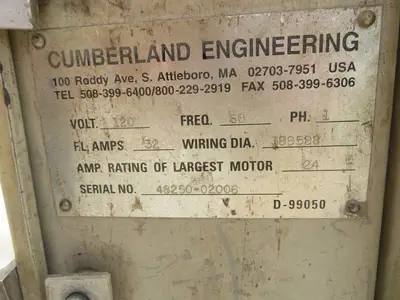 CUMBERLAND ENGINEERING
100 Roddy Ave, S. Attleboro, MA 02703-7951 USA
TEL 508-399-6400/800-229-2919 FAX 508-399-6306
VOLT. 120 FREQ. 60 PH. 1
F.L. AMPS 32 WIRING DIA.
AMP. RATING OF LARGEST MOTOR 24
SERIAL NO. 48250-02006
D-99050